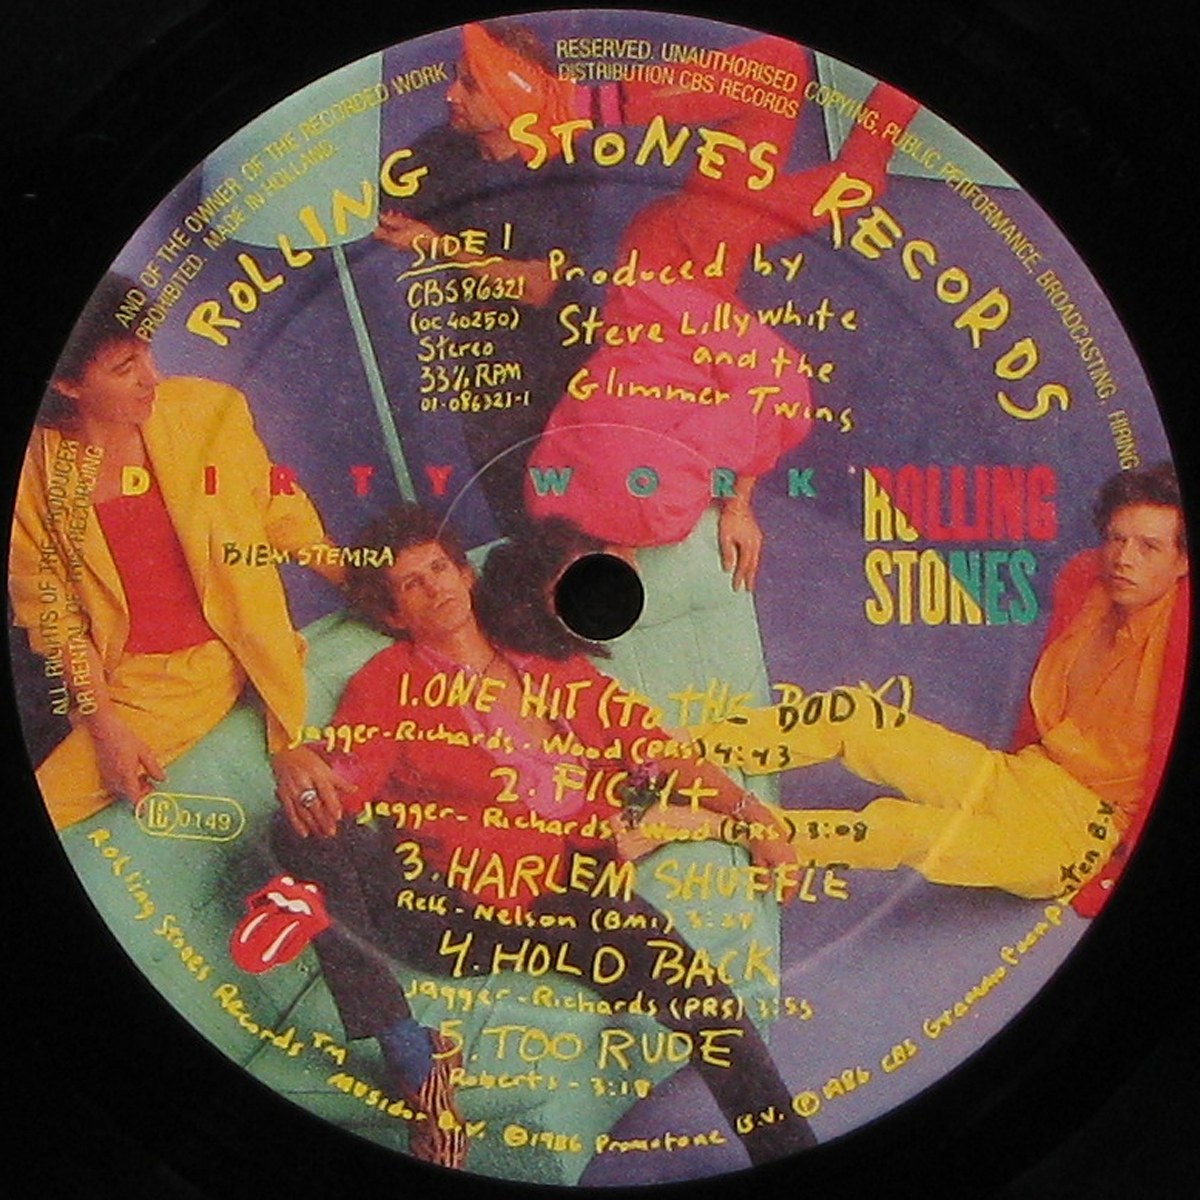 ALL RIGHTS OF THE PRODUCER AND OF THE OWNER OF THE RECORDED WORK RESERVED. UNAUTHORISED COPYING, PUBLIC PERFORMANCE, BROADCASTING, HIRING
OR RENTAL OF THIS RECORDING PROHIBITED. MADE IN HOLLAND. DISTRIBUTION CBS RECORDS
ROLLING STONES RECORDS
SIDE 1
CBS86321
(OC 40250)
Stereo
33⅓ RPM
01-086321-1
Produced by
Steve Lillywhite
and the
Glimmer Twins
DIRTY WORK
ROLLING
STONES
BIEM STEMRA
1. ONE HIT (to THE BODY)
Jagger-Richards-Wood (PRS) 4:43
2. FIGHt
Jagger-Richards-Wood (PRS) 3:08
3. HARLEM SHUFFLE
Relf-Nelson (BMI) 3:24
4. HOLD BACK
Jagger-Richards (PRS) 3:55
5. TOO RUDE
Roberts - 3:18
LC 0149
Rolling Stones Records TM Musidor B.V. ©1986 Promotone B.V. ℗1986 CBS Grammofoonplaten B.V.